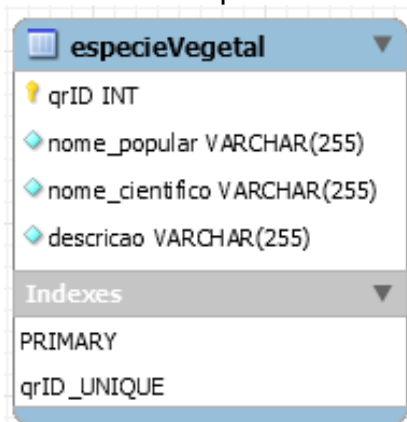 especieVegetal
qrID INT
nome_popular VARCHAR(255)
nome_cientifico VARCHAR(255)
descricao VARCHAR(255)
Indexes
PRIMARY
qrID_UNIQUE